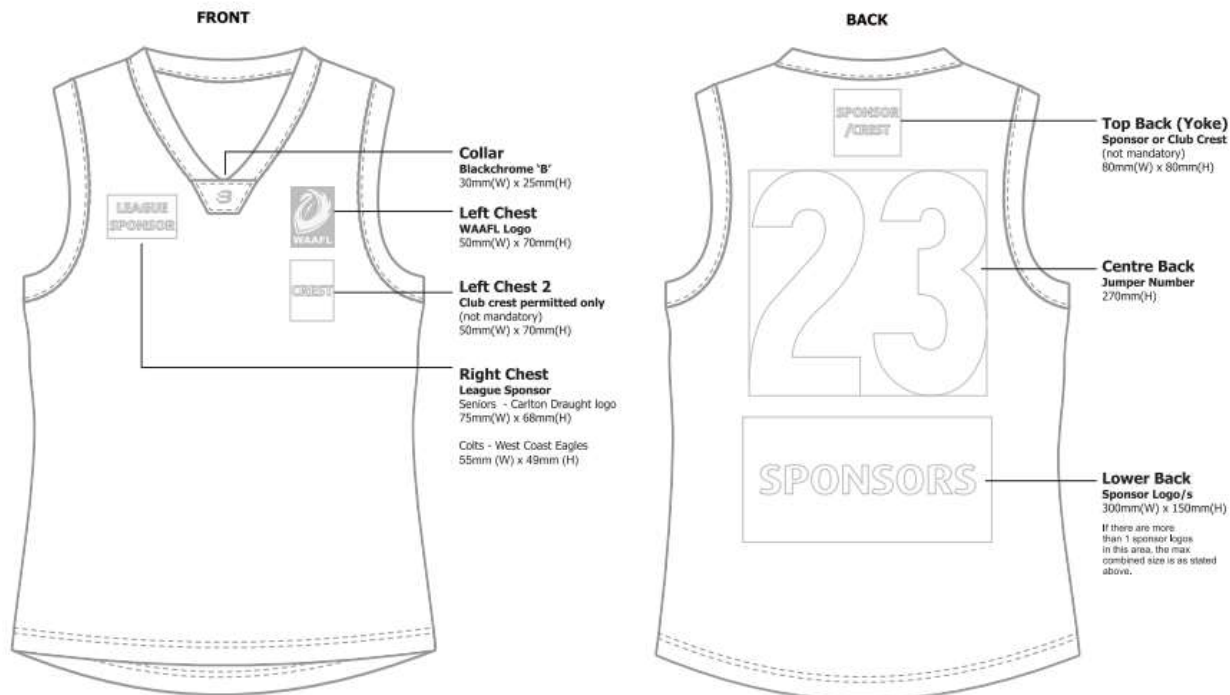 FRONT
BACK
LEAGUE
SPONSOR
B
WAAFL
CREST
Collar
Blackchrome ‘B’
30mm(W) x 25mm(H)
Left Chest
WAAFL Logo
50mm(W) x 70mm(H)
Left Chest 2
Club crest permitted only
(not mandatory)
50mm(W) x 70mm(H)
Right Chest
League Sponsor
Seniors - Carlton Draught logo
75mm(W) x 68mm(H)
Colts - West Coast Eagles
55mm (W) x 49mm (H)
SPONSOR
/CREST
23
SPONSORS
Top Back (Yoke)
Sponsor or Club Crest
(not mandatory)
80mm(W) x 80mm(H)
Centre Back
Jumper Number
270mm(H)
Lower Back
Sponsor Logo/s
300mm(W) x 150mm(H)
If there are more
than 1 sponsor logos
in this area, the max
combined size is as stated
above.